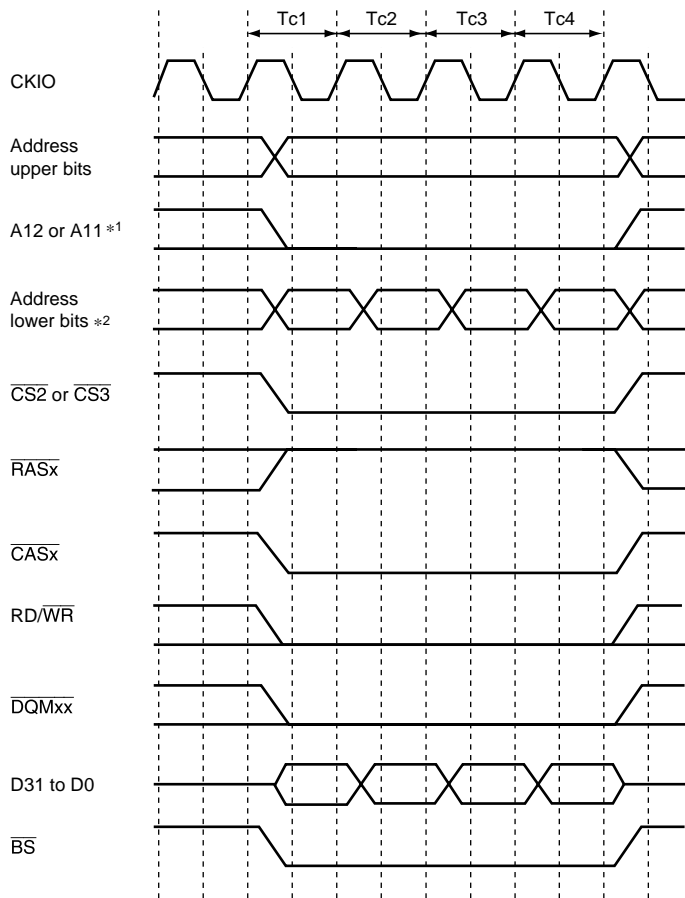 Tc1 Tc2 Tc3 Tc4
CKIO
Address
upper bits
A12 or A11 *1
Address
lower bits *2
CS2 or CS3
RASx
CASx
RD/WR
DQMxx
D31 to D0
BS